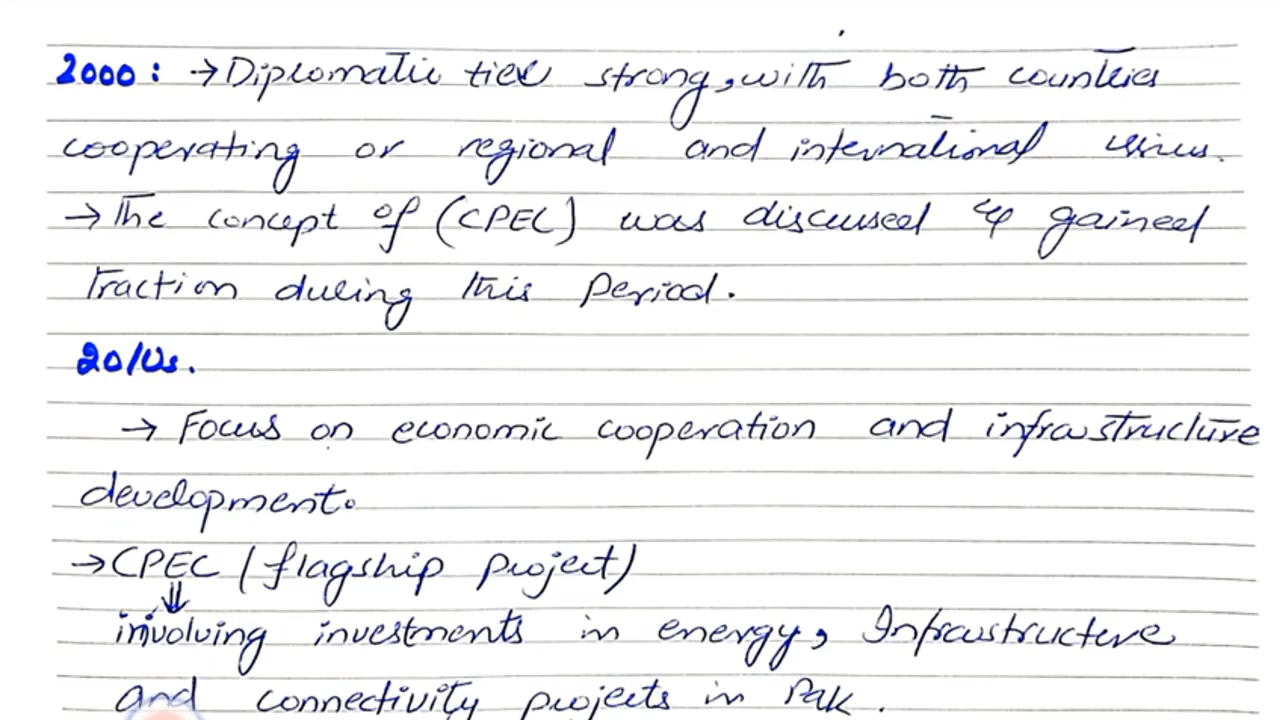 2000: → Diplomatic ties strong, with both countries
cooperating or regional and international issues.
→ The concept of (CPEC) was discussed & gained
traction during this period.
2010s.
→ Focus on economic cooperation and infrastructure
development.
→ CPEC (flagship project)
⇓
involving investments in energy, Infrastructure
and connectivity projects in Pak.